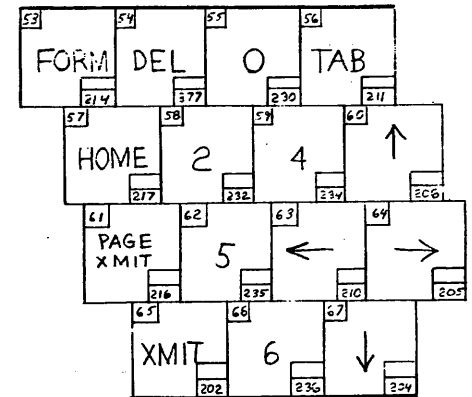 53 54 55 56
FORM DEL 0 TAB
214 377 230 211
57 58 59 60
HOME 2 4 ↑
217 232 234 206
61 62 63 64
PAGE
XMIT 5 ← →
216 235 210 205
65 66 67
XMIT 6 ↓
202 236 204